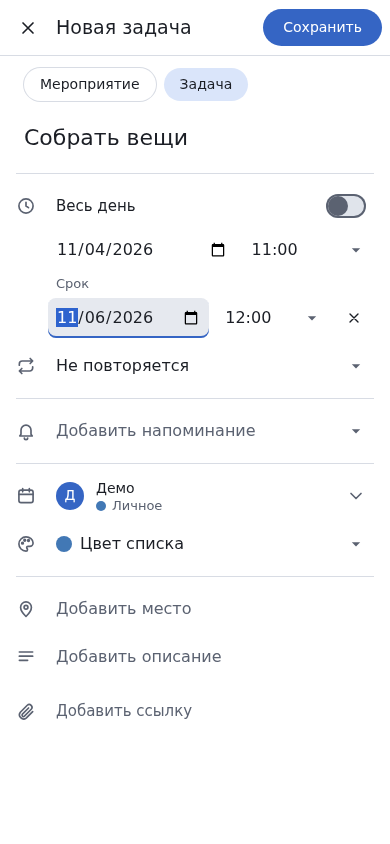 Новая задача
Сохранить
Мероприятие
Задача
Собрать вещи
Весь день
11/04/2026 11:00
Срок
11/06/2026 12:00
Не повторяется
Добавить напоминание
Д
Демо
Личное
Цвет списка
Добавить место
Добавить описание
Добавить ссылку